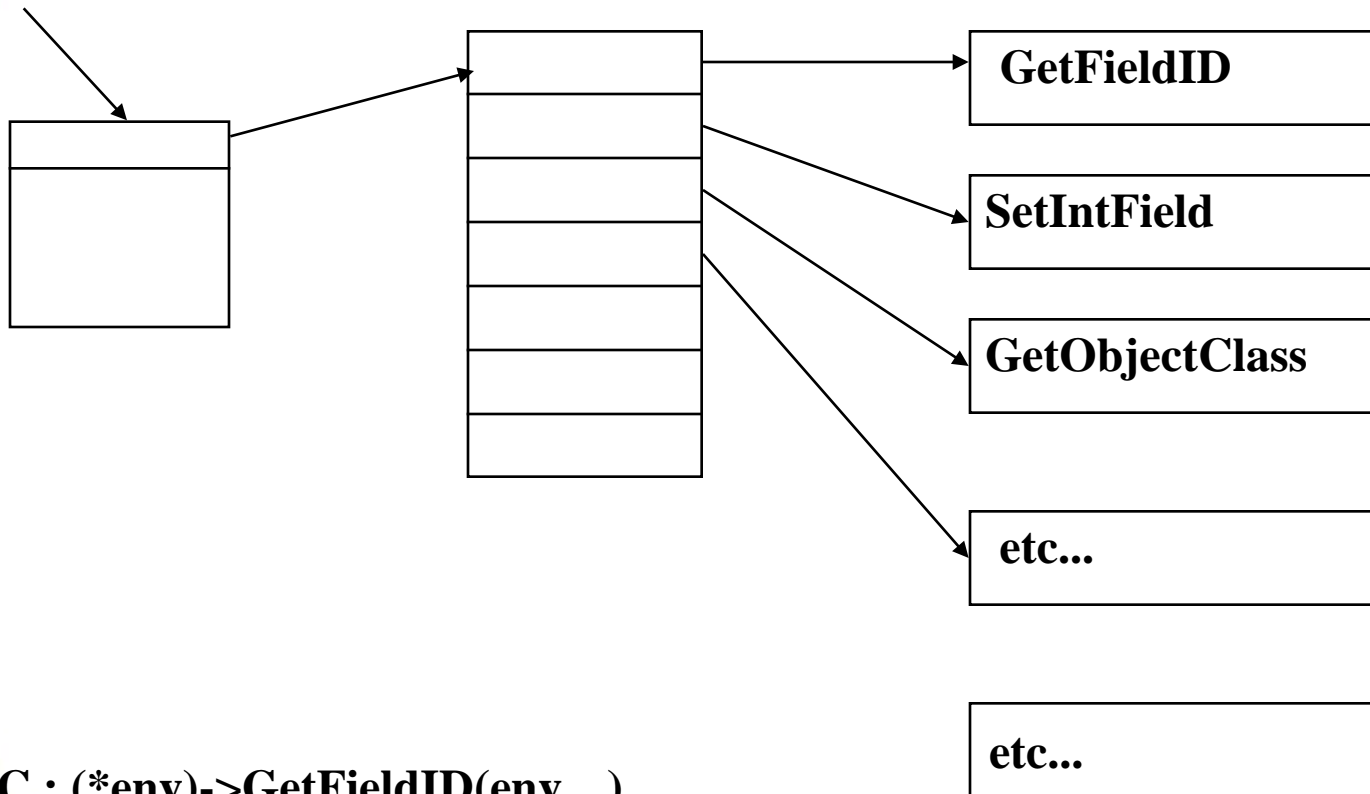 GetFieldID
SetIntField
GetObjectClass
etc...
etc...
C : (*env)->GetFieldID(env, )